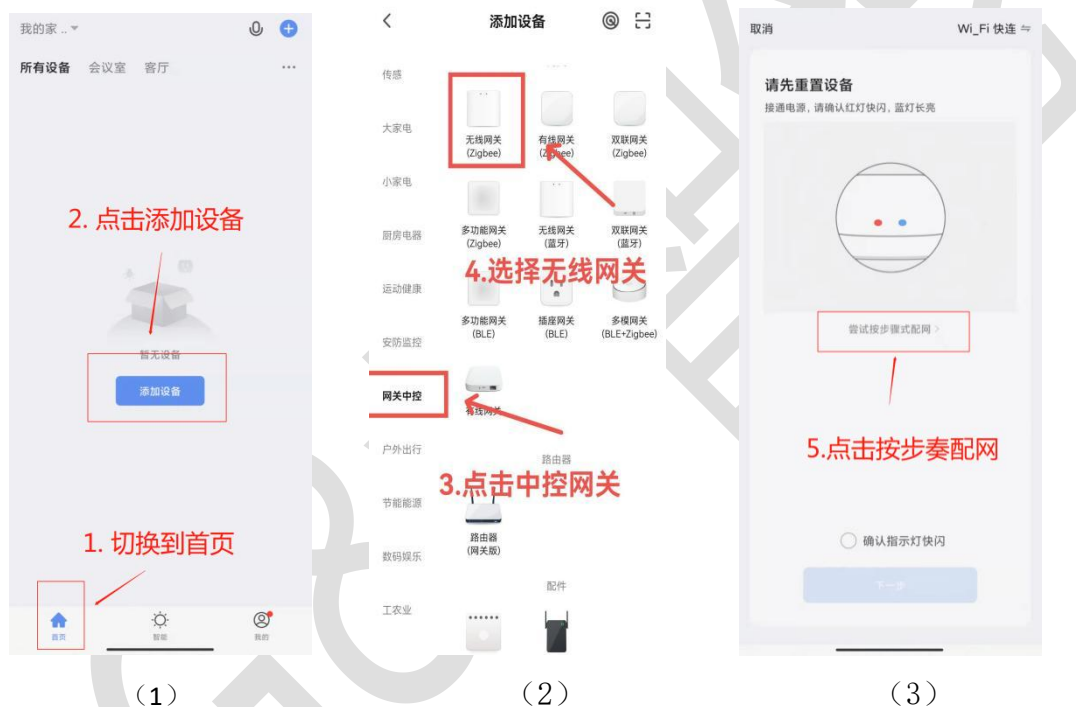 我的家 ..
所有设备 会议室 客厅 ...
2. 点击添加设备
暂无设备
添加设备
1. 切换到首页
首页 智能 我的
（1）
添加设备
传感
大家电
小家电
厨房电器
运动健康
安防监控
网关中控
户外出行
节能能源
数码娱乐
工农业
无线网关 有线网关 双联网关
(Zigbee) (Zigbee) (Zigbee)
多功能网关 无线网关 双联网关
(Zigbee) (蓝牙) (蓝牙)
4.选择无线网关
多功能网关 插座网关 多模网关
(BLE) (BLE) (BLE+Zigbee)
有线网关
路由器
3.点击中控网关
路由器
(网关版)
配件
（2）
取消 Wi_Fi 快连
请先重置设备
接通电源, 请确认红灯快闪, 蓝灯长亮
尝试按步骤式配网 >
5.点击按步奏配网
确认指示灯快闪
下一步
（3）